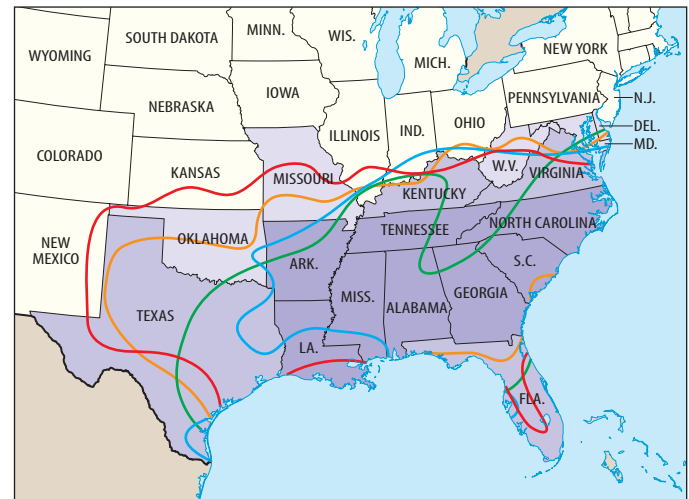 MINN.
WIS.
SOUTH DAKOTA
WYOMING
MICH.
NEW YORK
NEBRASKA
IOWA
PENNSYLVANIA
N.J.
ILLINOIS
IND.
OHIO
DEL.
MD.
COLORADO
KANSAS
MISSOURI
W.V.
VIRGINIA
KENTUCKY
NEW
MEXICO
OKLAHOMA
TENNESSEE
NORTH CAROLINA
ARK.
S.C.
TEXAS
MISS.
ALABAMA
GEORGIA
LA.
FLA.